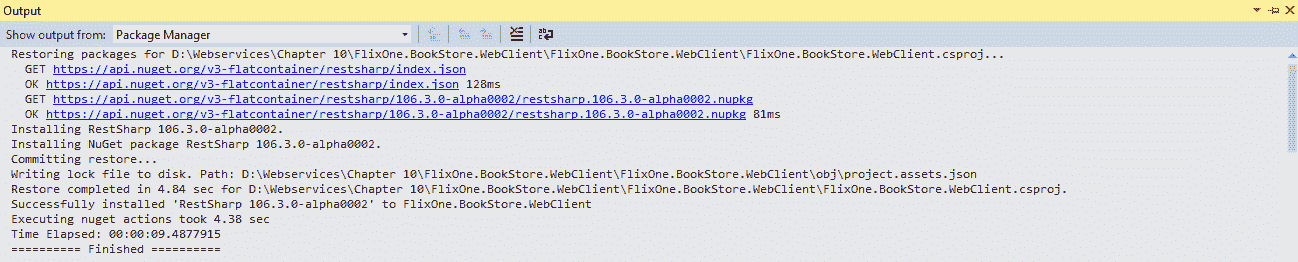 Output
Show output from: Package Manager
Restoring packages for D:\Webservices\Chapter 10\FlixOne.BookStore.WebClient\FlixOne.BookStore.WebClient\FlixOne.BookStore.WebClient.csproj...
GET https://api.nuget.org/v3-flatcontainer/restsharp/index.json
OK https://api.nuget.org/v3-flatcontainer/restsharp/index.json 128ms
GET https://api.nuget.org/v3-flatcontainer/restsharp/106.3.0-alpha0002/restsharp.106.3.0-alpha0002.nupkg
OK https://api.nuget.org/v3-flatcontainer/restsharp/106.3.0-alpha0002/restsharp.106.3.0-alpha0002.nupkg 81ms
Installing RestSharp 106.3.0-alpha0002.
Installing NuGet package RestSharp 106.3.0-alpha0002.
Committing restore...
Writing lock file to disk. Path: D:\Webservices\Chapter 10\FlixOne.BookStore.WebClient\FlixOne.BookStore.WebClient\obj\project.assets.json
Restore completed in 4.84 sec for D:\Webservices\Chapter 10\FlixOne.BookStore.WebClient\FlixOne.BookStore.WebClient\FlixOne.BookStore.WebClient.csproj.
Successfully installed 'RestSharp 106.3.0-alpha0002' to FlixOne.BookStore.WebClient
Executing nuget actions took 4.38 sec
Time Elapsed: 00:00:09.4877915
========== Finished ==========